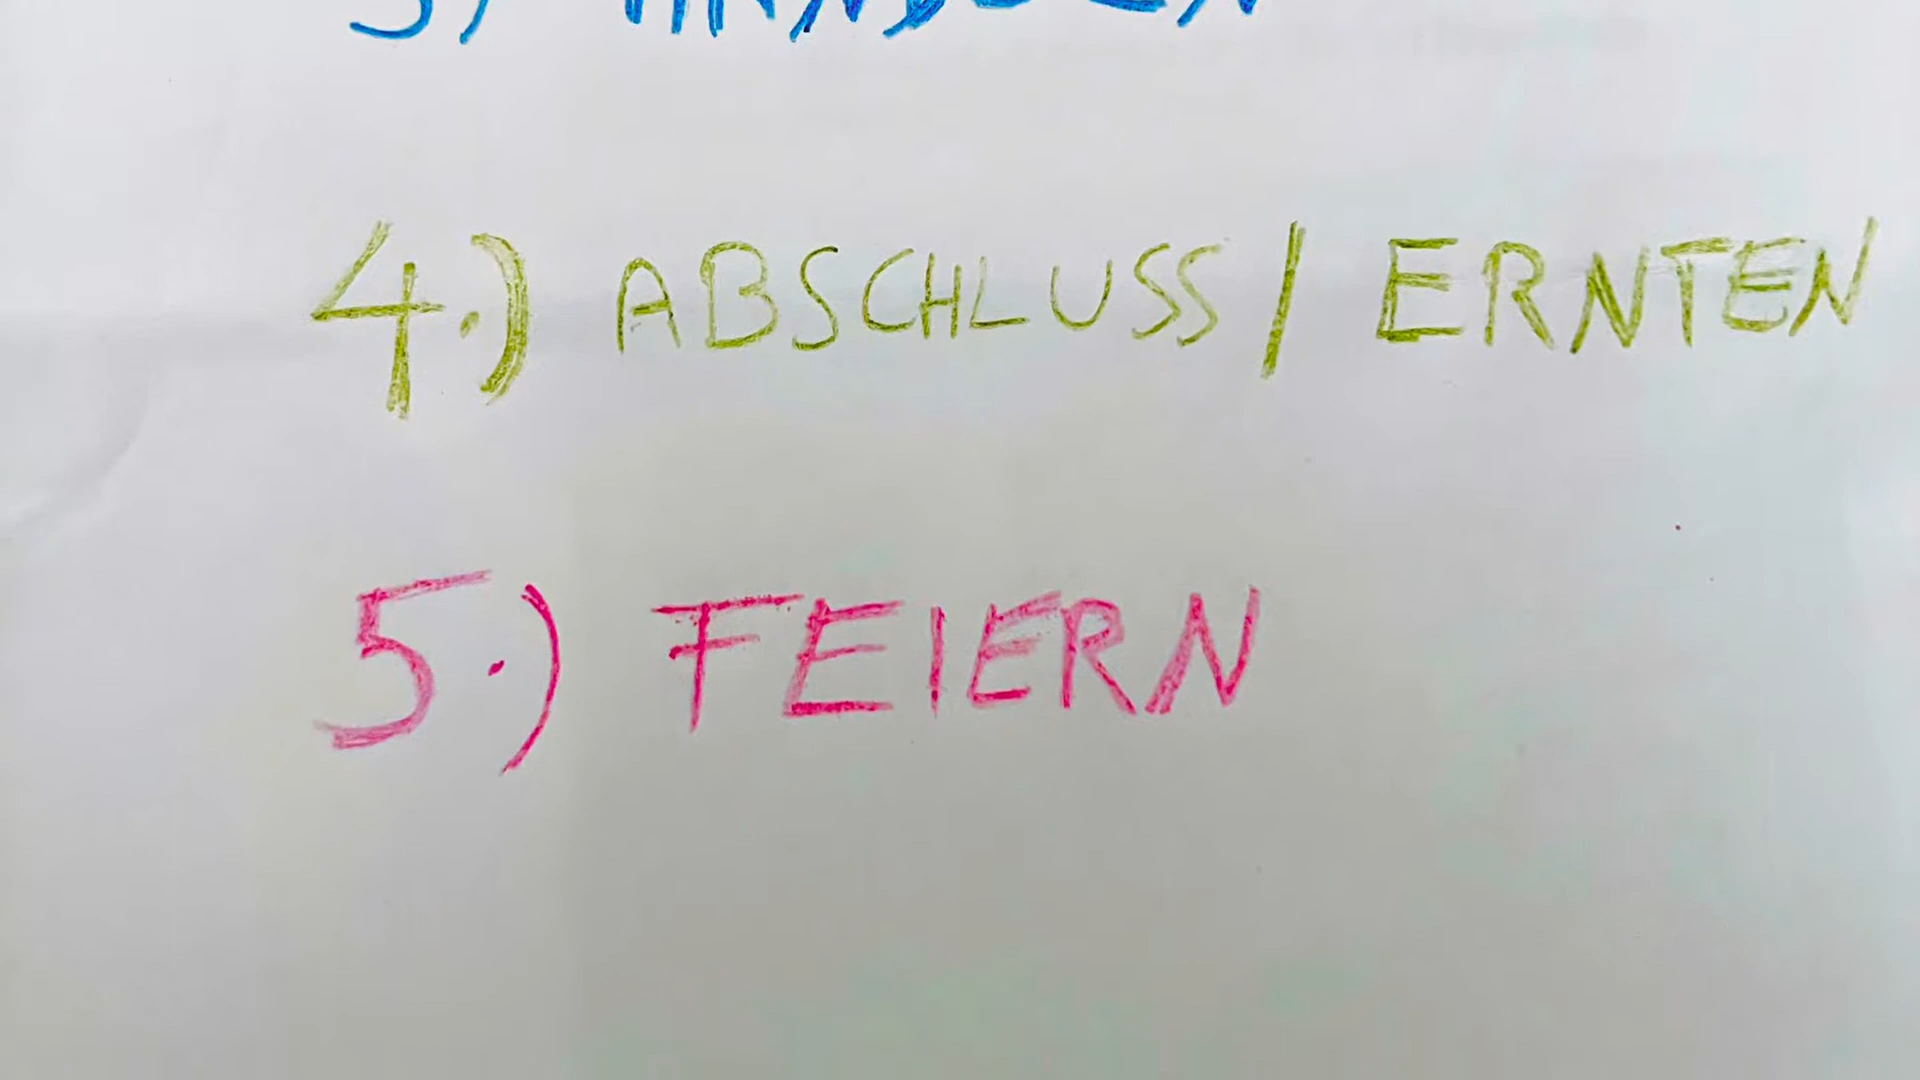 4.) ABSCHLUSS / ERNTEN
5.) FEIERN